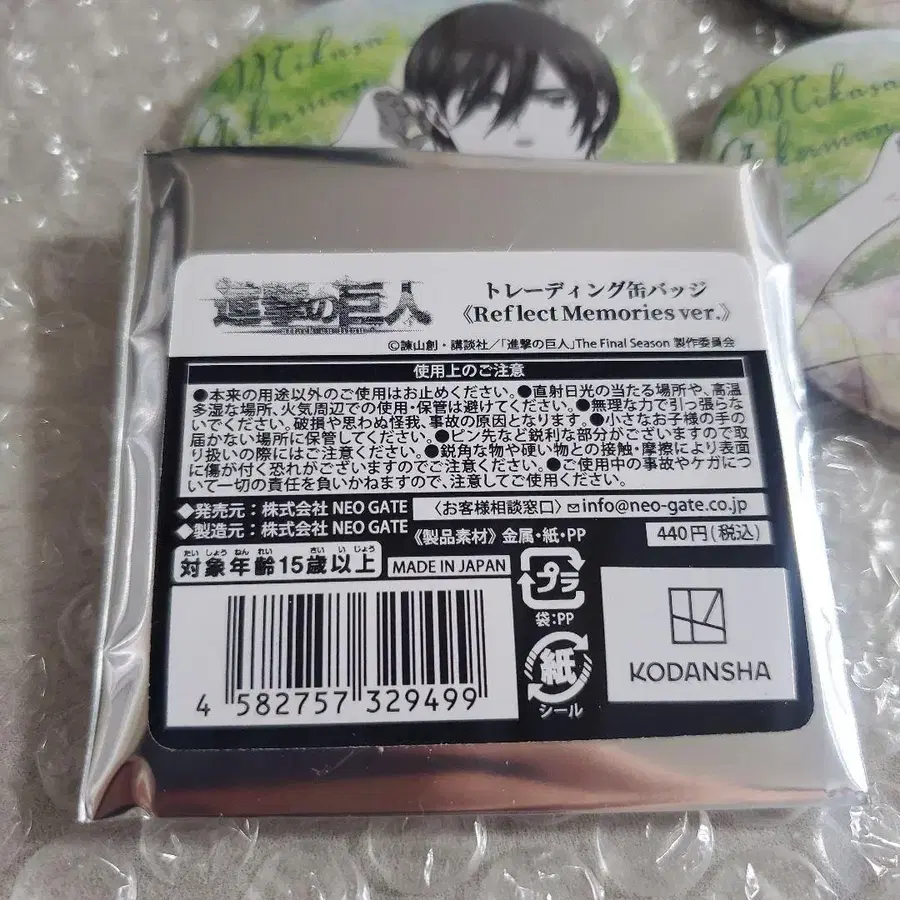 Mikasa
Ackerman
Mikasa
Ackerman
進撃の巨人
トレーディング缶バッジ
《Reflect Memories ver.》
©諫山創・講談社/「進撃の巨人」The Final Season 製作委員会
使用上のご注意
●本来の用途以外のご使用はお止めください。●直射日光の当たる場所や、高温
多湿な場所、火気周辺での使用・保管は避けてください。●無理な力で引っ張らな
いでください。破損や思わぬ怪我、事故の原因となります。●小さなお子様の手の
届かない場所に保管してください。●ピン先など鋭利な部分がございますので取
り扱いの際にはご注意ください。●鋭角な物や硬い物との接触・摩擦により表面
に傷が付く恐れがございますのでご注意ください。●ご使用中の事故やケガにつ
いて一切の責任を負いかねますので、注意してご使用ください。
◆発売元:株式会社 NEO GATE 〈お客様相談窓口〉✉info@neo-gate.co.jp
◆製造元:株式会社 NEO GATE 《製品素材》金属・紙・PP 440円(税込)
たいしょうねんれい さい いじょう
対象年齢15歳以上 MADE IN JAPAN
プラ
袋:PP
紙
シール
KODANSHA
4 582757 329499